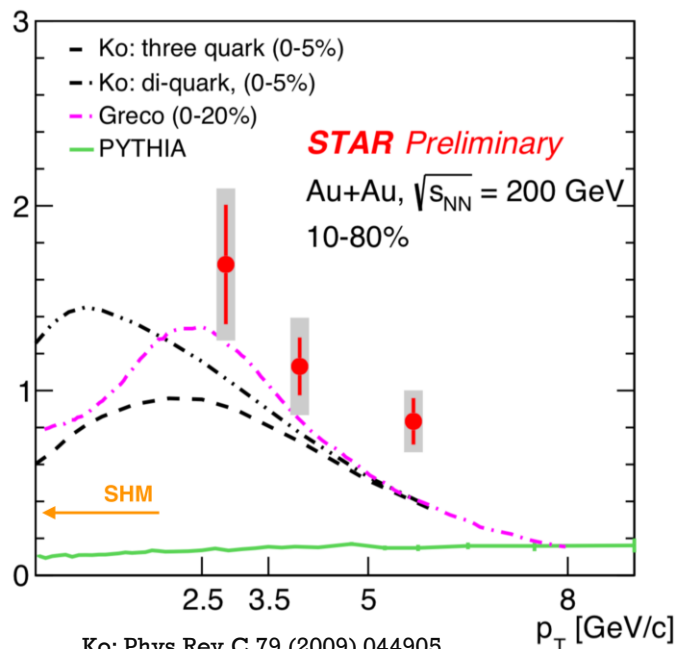 3
Ko: three quark (0-5%)
Ko: di-quark, (0-5%)
Greco (0-20%)
PYTHIA
STAR Preliminary
Au+Au, √s_NN = 200 GeV
10-80%
2
1
SHM
0
2.5 3.5 5 8
p_T [GeV/c]
Ko: Phys.Rev.C 79 (2009) 044905